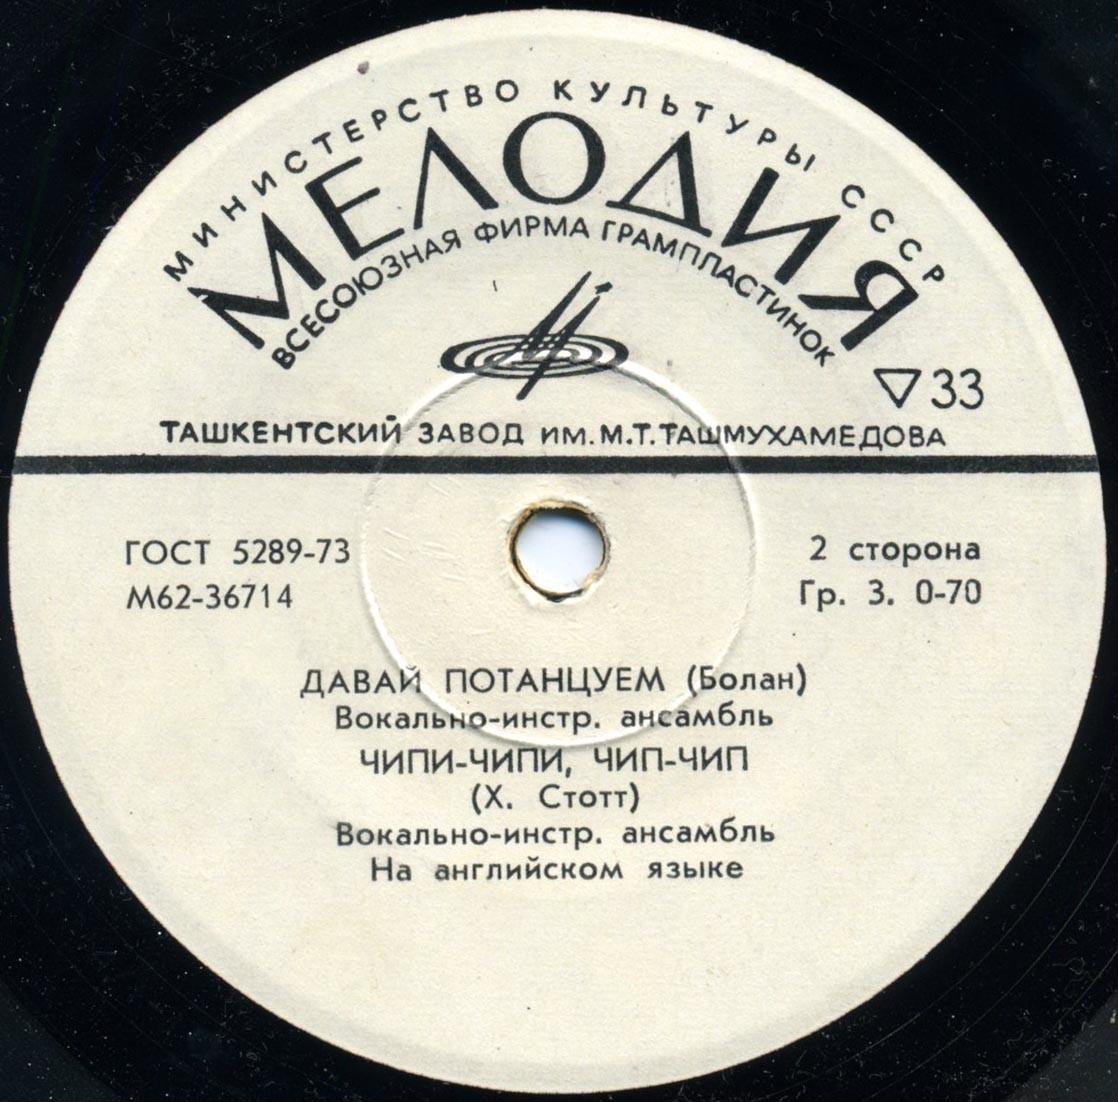 МИНИСТЕРСТВО КУЛЬТУРЫ СССР
МЕЛОДИЯ
ВСЕСОЮЗНАЯ ФИРМА ГРАМПЛАСТИНОК
33
ТАШКЕНТСКИЙ ЗАВОД ИМ. М.Т. ТАШМУХАМЕДОВА
ГОСТ 5289-73
2 сторона
М62-36714
Гр. 3. 0-70
ДАВАЙ ПОТАНЦУЕМ (Болан)
Вокально-инстр. ансамбль
ЧИПИ-ЧИПИ, ЧИП-ЧИП
(Х. Стотт)
Вокально-инстр. ансамбль
На английском языке